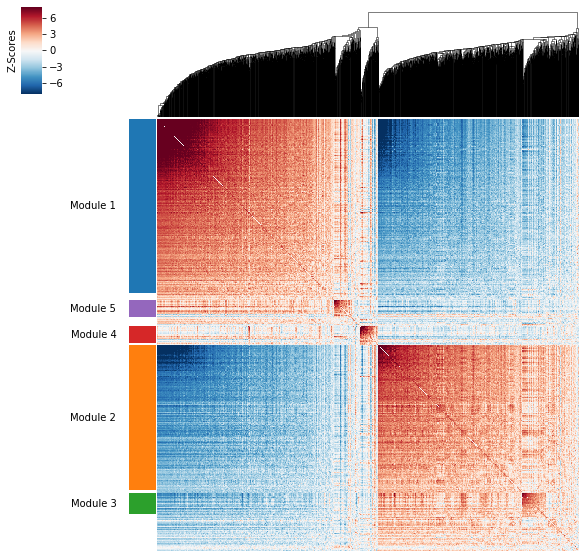 Z-Scores
6
3
0
−3
−6
Module 1
Module 5
Module 4
Module 2
Module 3